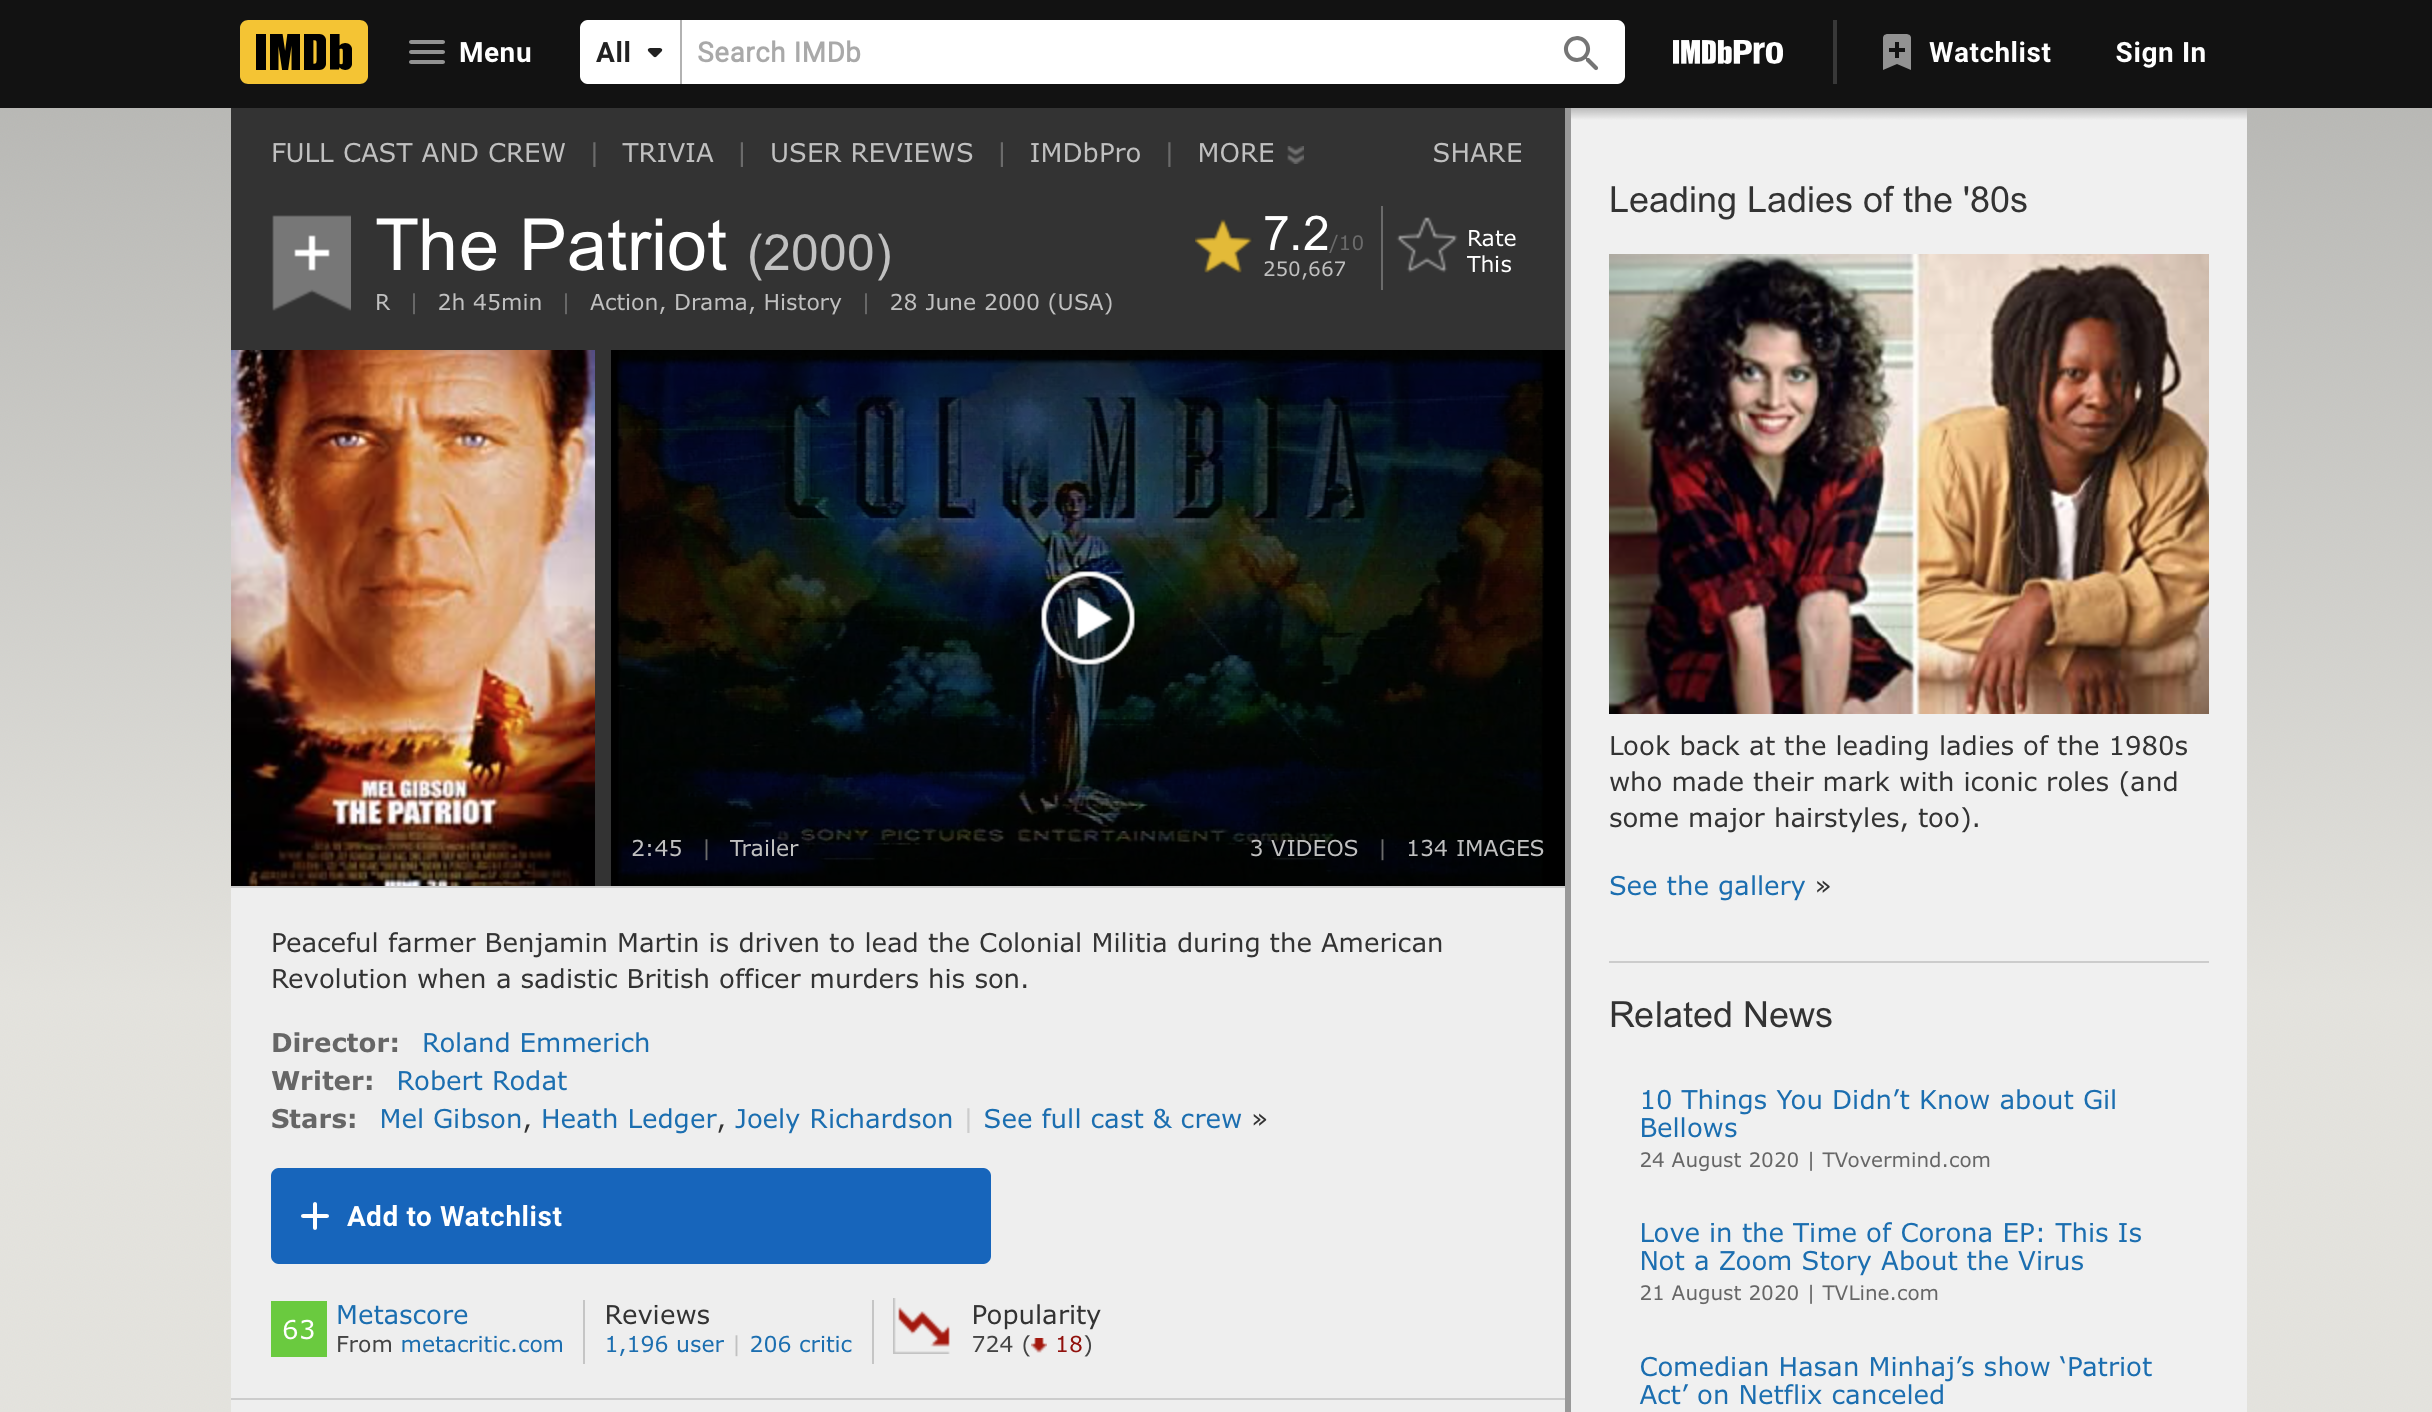 IMDb
Menu
All
Search IMDb
IMDbPro
Watchlist
Sign In
FULL CAST AND CREW | TRIVIA | USER REVIEWS | IMDbPro | MORE
SHARE
The Patriot (2000)
7.2/10
250,667
Rate
This
R | 2h 45min | Action, Drama, History | 28 June 2000 (USA)
MEL GIBSON
THE PATRIOT
COLUMBIA
a SONY PICTURES ENTERTAINMENT company
2:45 | Trailer
3 VIDEOS | 134 IMAGES
Peaceful farmer Benjamin Martin is driven to lead the Colonial Militia during the American
Revolution when a sadistic British officer murders his son.
Director: Roland Emmerich
Writer: Robert Rodat
Stars: Mel Gibson, Heath Ledger, Joely Richardson | See full cast & crew »
+ Add to Watchlist
63
Metascore
From metacritic.com
Reviews
1,196 user | 206 critic
Popularity
724 (18)
Leading Ladies of the '80s
Look back at the leading ladies of the 1980s
who made their mark with iconic roles (and
some major hairstyles, too).
See the gallery »
Related News
10 Things You Didn’t Know about Gil
Bellows
24 August 2020 | TVovermind.com
Love in the Time of Corona EP: This Is
Not a Zoom Story About the Virus
21 August 2020 | TVLine.com
Comedian Hasan Minhaj’s show ‘Patriot
Act’ on Netflix canceled